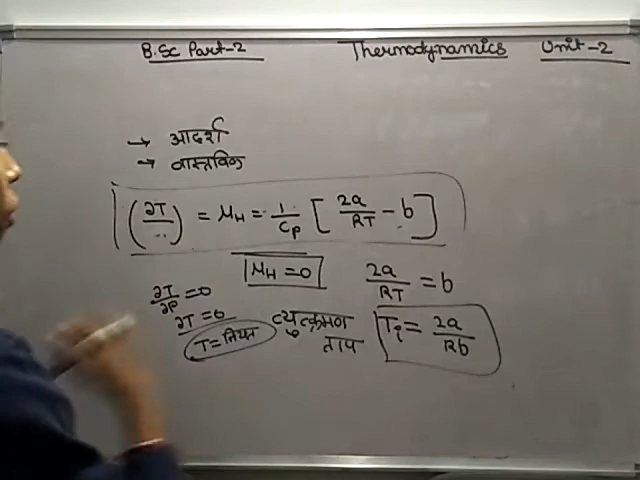 B.Sc Part-2 Thermodynamics Unit-2
→ आदर्श
→ वास्तविक
(∂T/..) = μH = 1/Cp [2a/RT - b]
μH = 0
2a/RT = b
∂T/∂P = 0
∂T = 0
T = नियत
व्युत्क्रमण
ताप
Ti = 2a/Rb